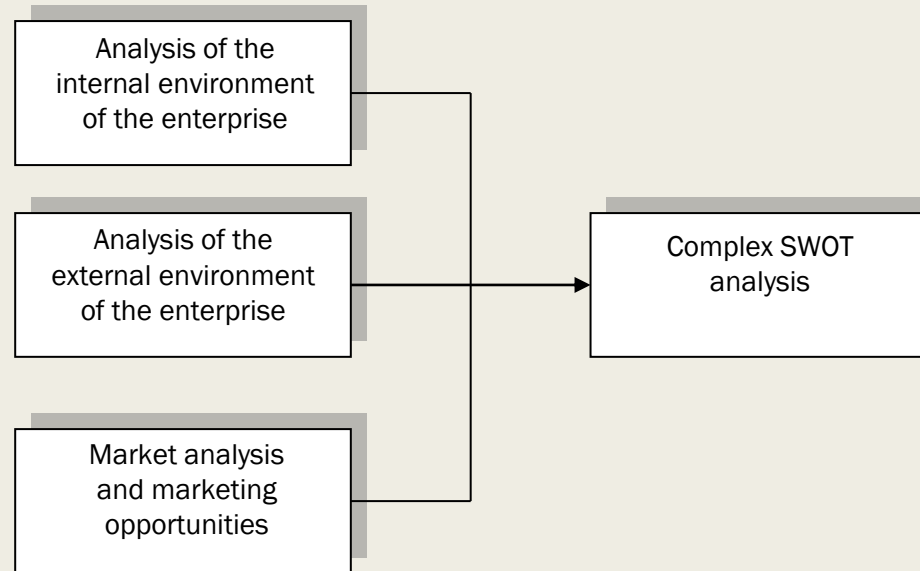 Analysis of the
internal environment
of the enterprise
Analysis of the
external environment
of the enterprise
Complex SWOT
analysis
Market analysis
and marketing
opportunities